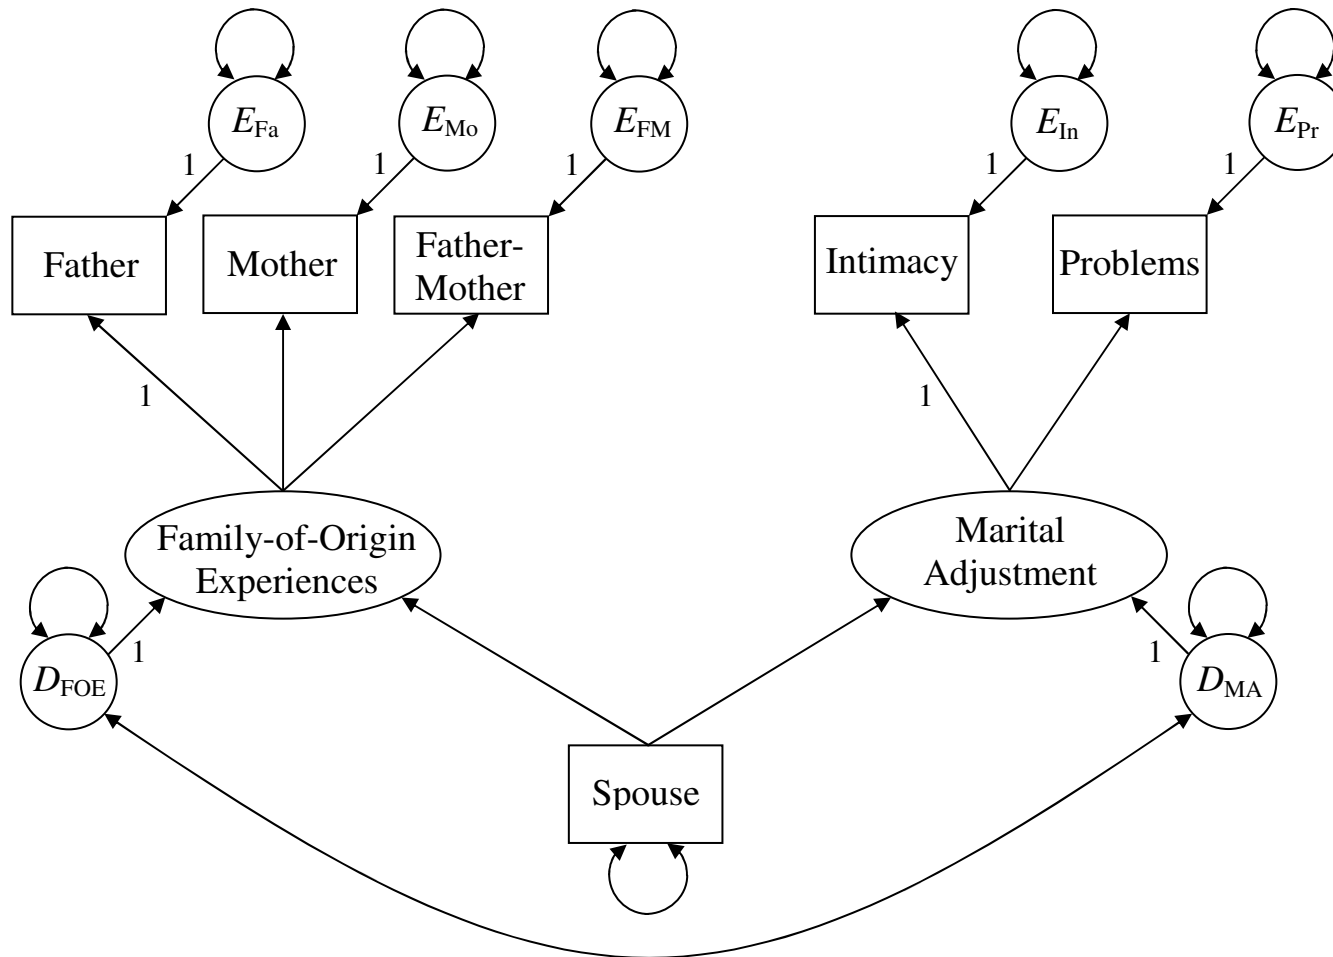 E_Fa
E_Mo
E_FM
E_In
E_Pr
1
1
1
1
1
Father
Mother
Father-
Mother
Intimacy
Problems
1
1
Family-of-Origin
Experiences
Marital
Adjustment
1
1
D_FOE
D_MA
Spouse